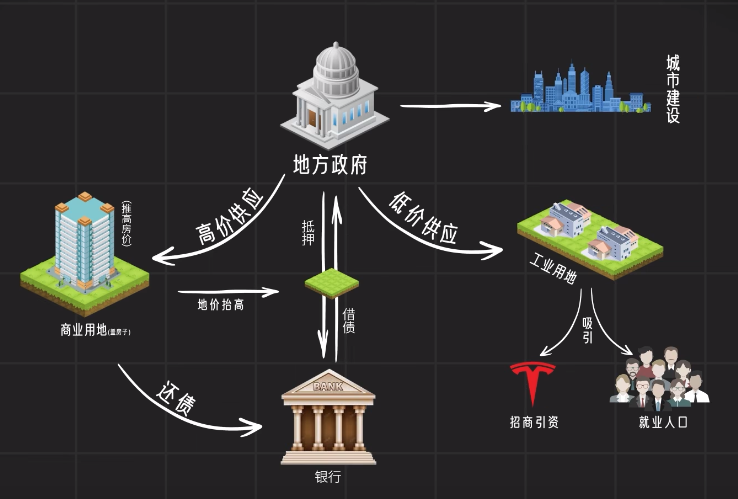 城市建设
地方政府
高价供应
低价供应
(推高房价)
抵押
工业用地
地价抬高
借债
商业用地(盖房子)
吸引
还债
BANK
招商引资
就业人口
银行